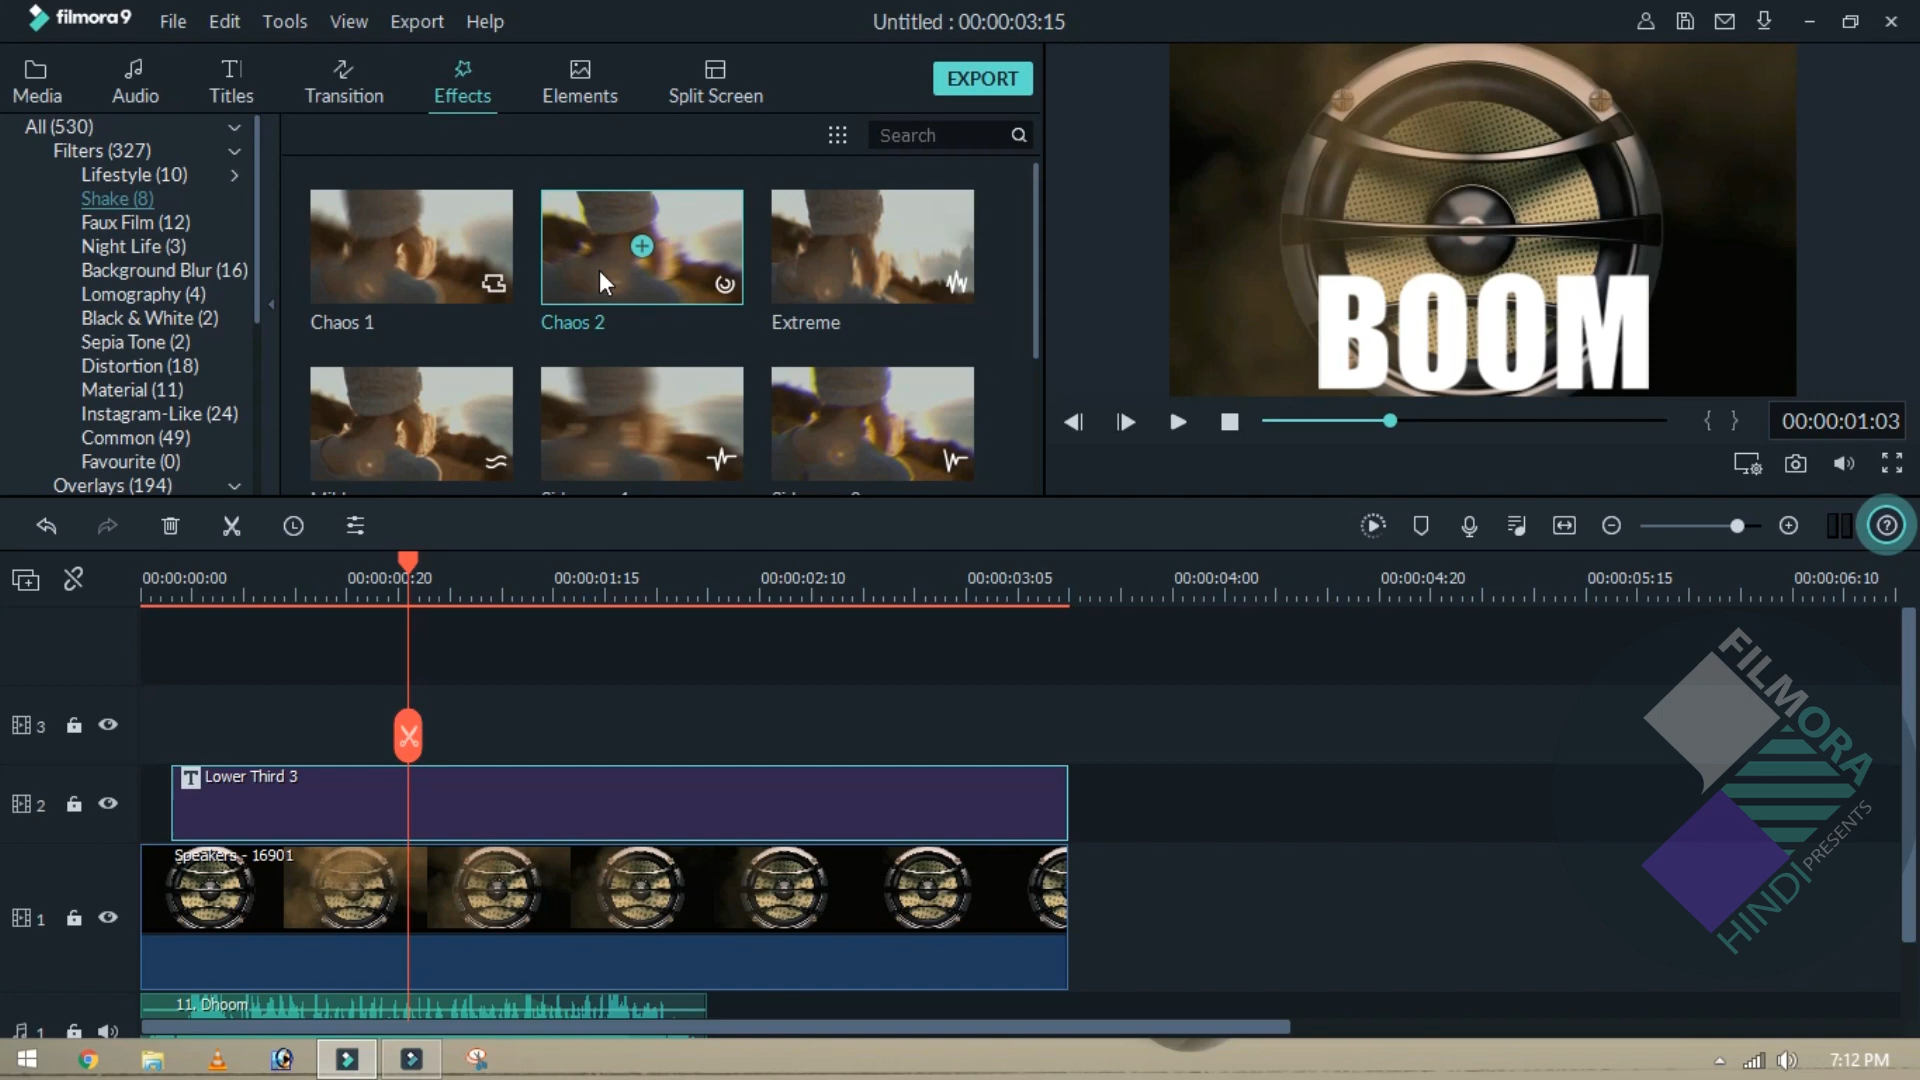 filmora9
File Edit Tools View Export Help
Untitled : 00:00:03:15
Media
Audio
Titles
Transition
Effects
Elements
Split Screen
EXPORT
All (530)
Filters (327)
Lifestyle (10)
Shake (8)
Faux Film (12)
Night Life (3)
Background Blur (16)
Lomography (4)
Black & White (2)
Sepia Tone (2)
Distortion (18)
Material (11)
Instagram-Like (24)
Common (49)
Favourite (0)
Overlays (194)
Search
Chaos 1
Chaos 2
Extreme
BOOM
00:00:01:03
00:00:00:00
00:00:00:20
00:00:01:15
00:00:02:10
00:00:03:05
00:00:04:00
00:00:04:20
00:00:05:15
00:00:06:10
3
2
T Lower Third 3
1
Speakers - 16901
1
11. Dhoom
FILMORA
HINDI
PRESENTS
7:12 PM